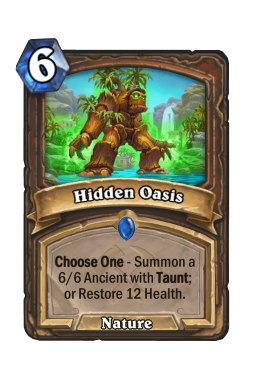 6
Hidden Oasis
Choose One - Summon a
6/6 Ancient with Taunt;
or Restore 12 Health.
Nature